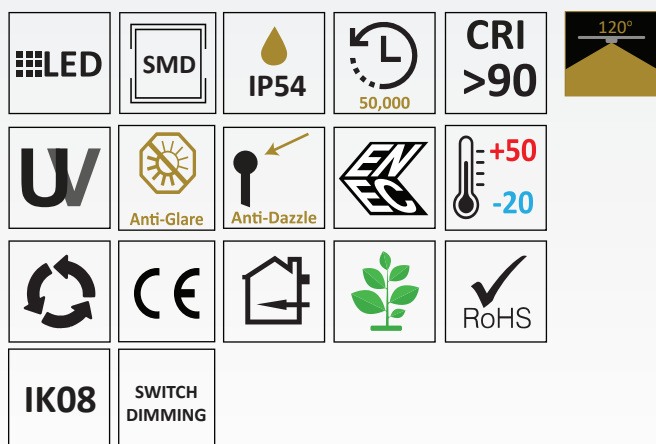 LED
SMD
IP54
50,000
CRI
>90
120°
UV
Anti-Glare
Anti-Dazzle
EN
EC
+50
-20
CE
RoHS
IK08
SWITCH
DIMMING